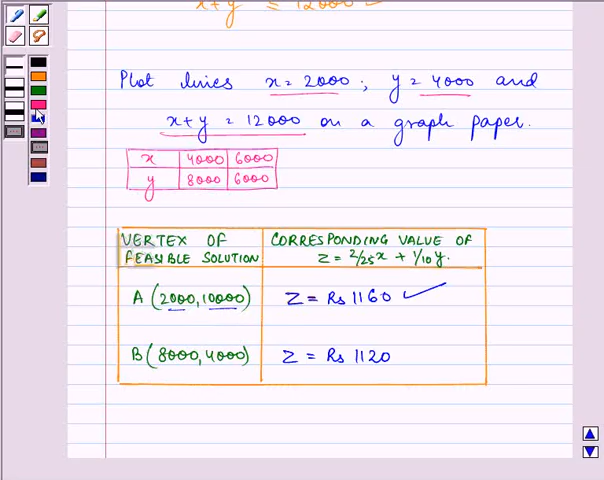 x+y ≤ 12000 ✓
Plot lines x = 2000 ; y = 4000 and
x+y = 12000 on a graph paper.
x 4000 6000
y 8000 6000
VERTEX OF FEASIBLE SOLUTION CORRESPONDING VALUE OF Z = 2/25x + 1/10y.
A (2000, 10000) Z = Rs 1160 ✓
B (8000, 4000) Z = Rs 1120